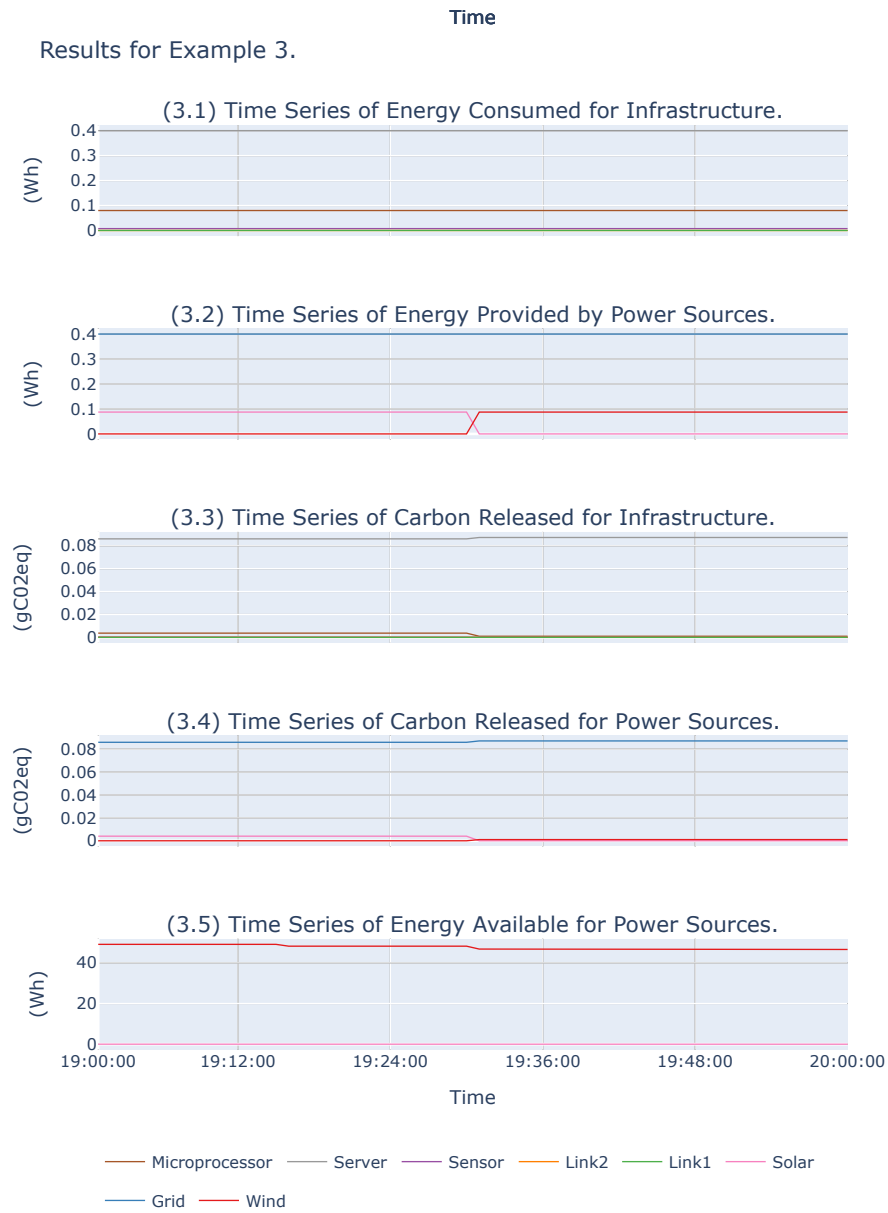 Time
Results for Example 3.
(3.1) Time Series of Energy Consumed for Infrastructure.
(Wh)
0.4
0.3
0.2
0.1
0
(3.2) Time Series of Energy Provided by Power Sources.
(Wh)
0.4
0.3
0.2
0.1
0
(3.3) Time Series of Carbon Released for Infrastructure.
(gC02eq)
0.08
0.06
0.04
0.02
0
(3.4) Time Series of Carbon Released for Power Sources.
(gC02eq)
0.08
0.06
0.04
0.02
0
(3.5) Time Series of Energy Available for Power Sources.
(Wh)
40
20
0
19:00:00 19:12:00 19:24:00 19:36:00 19:48:00 20:00:00
Time
Microprocessor Server Sensor Link2 Link1 Solar
Grid Wind